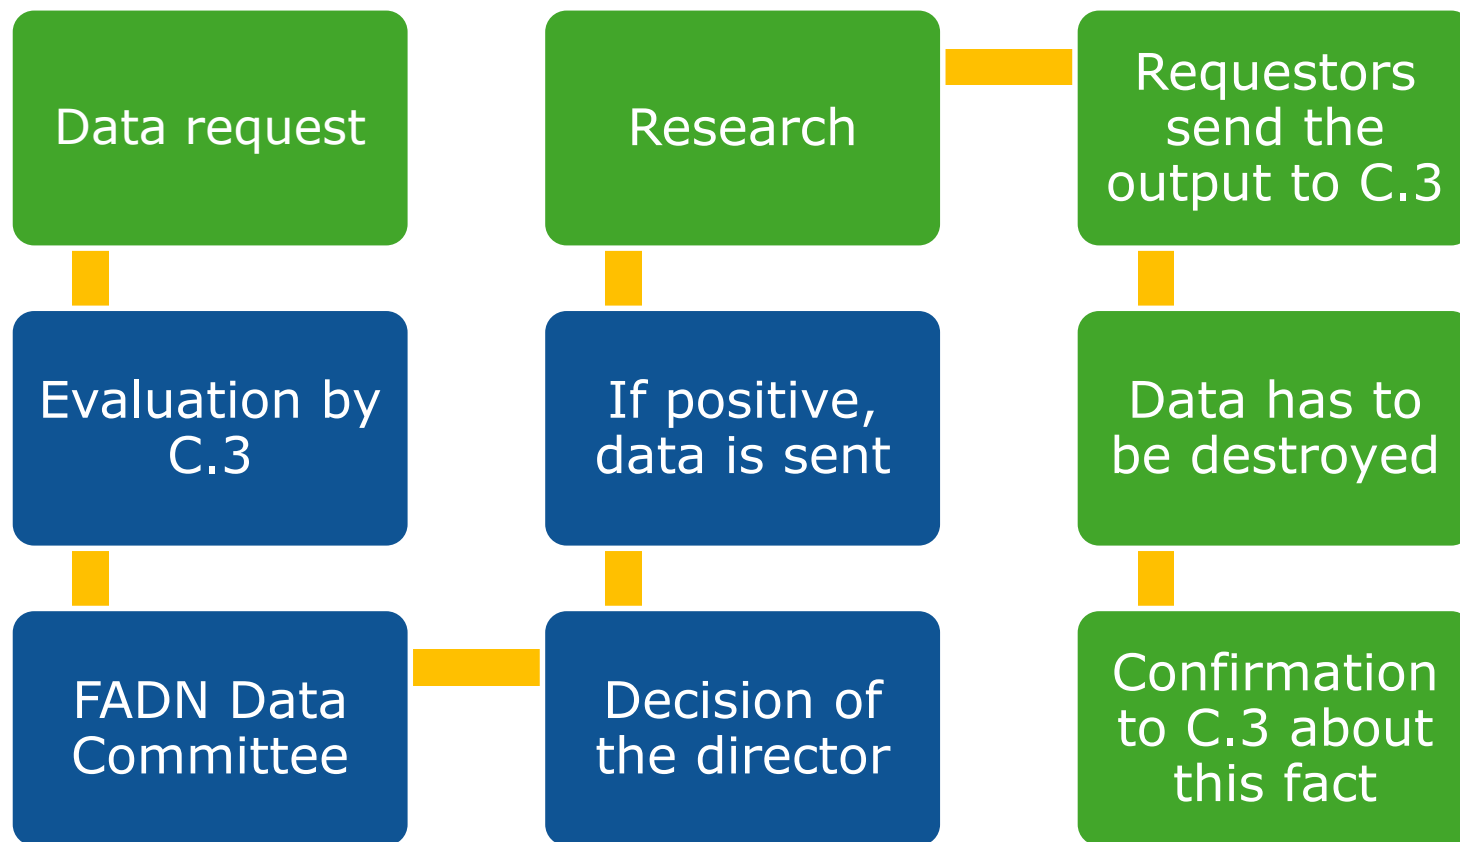 Data request
Evaluation by
C.3
FADN Data
Committee
Decision of
the director
If positive,
data is sent
Research
Requestors
send the
output to C.3
Data has to
be destroyed
Confirmation
to C.3 about
this fact